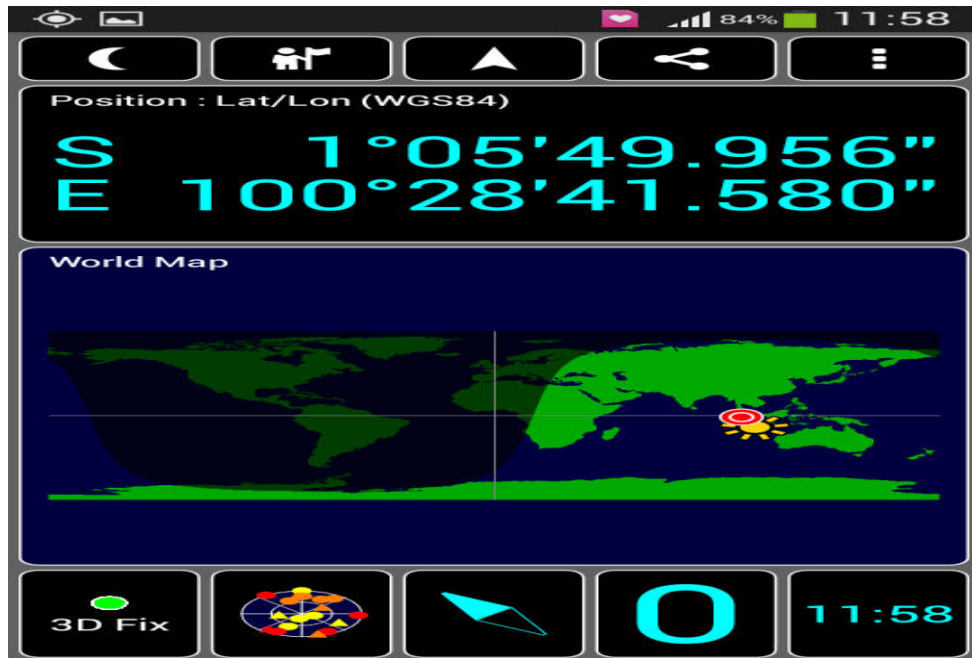 84% 11:58
Position : Lat/Lon (WGS84)
S 1°05'49.956"
E 100°28'41.580"
World Map
3D Fix
0
11:58